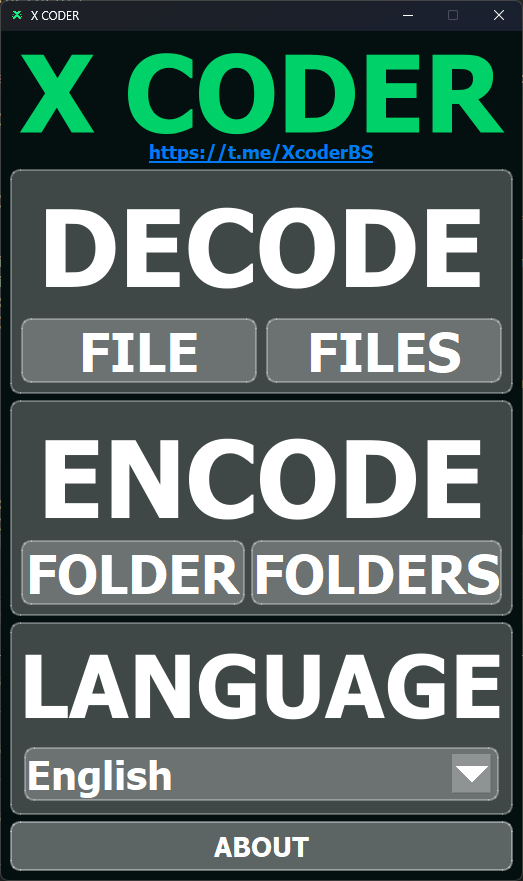 X CODER
X CODER
https://t.me/XcoderBS
DECODE
FILE FILES
ENCODE
FOLDER FOLDERS
LANGUAGE
English
ABOUT